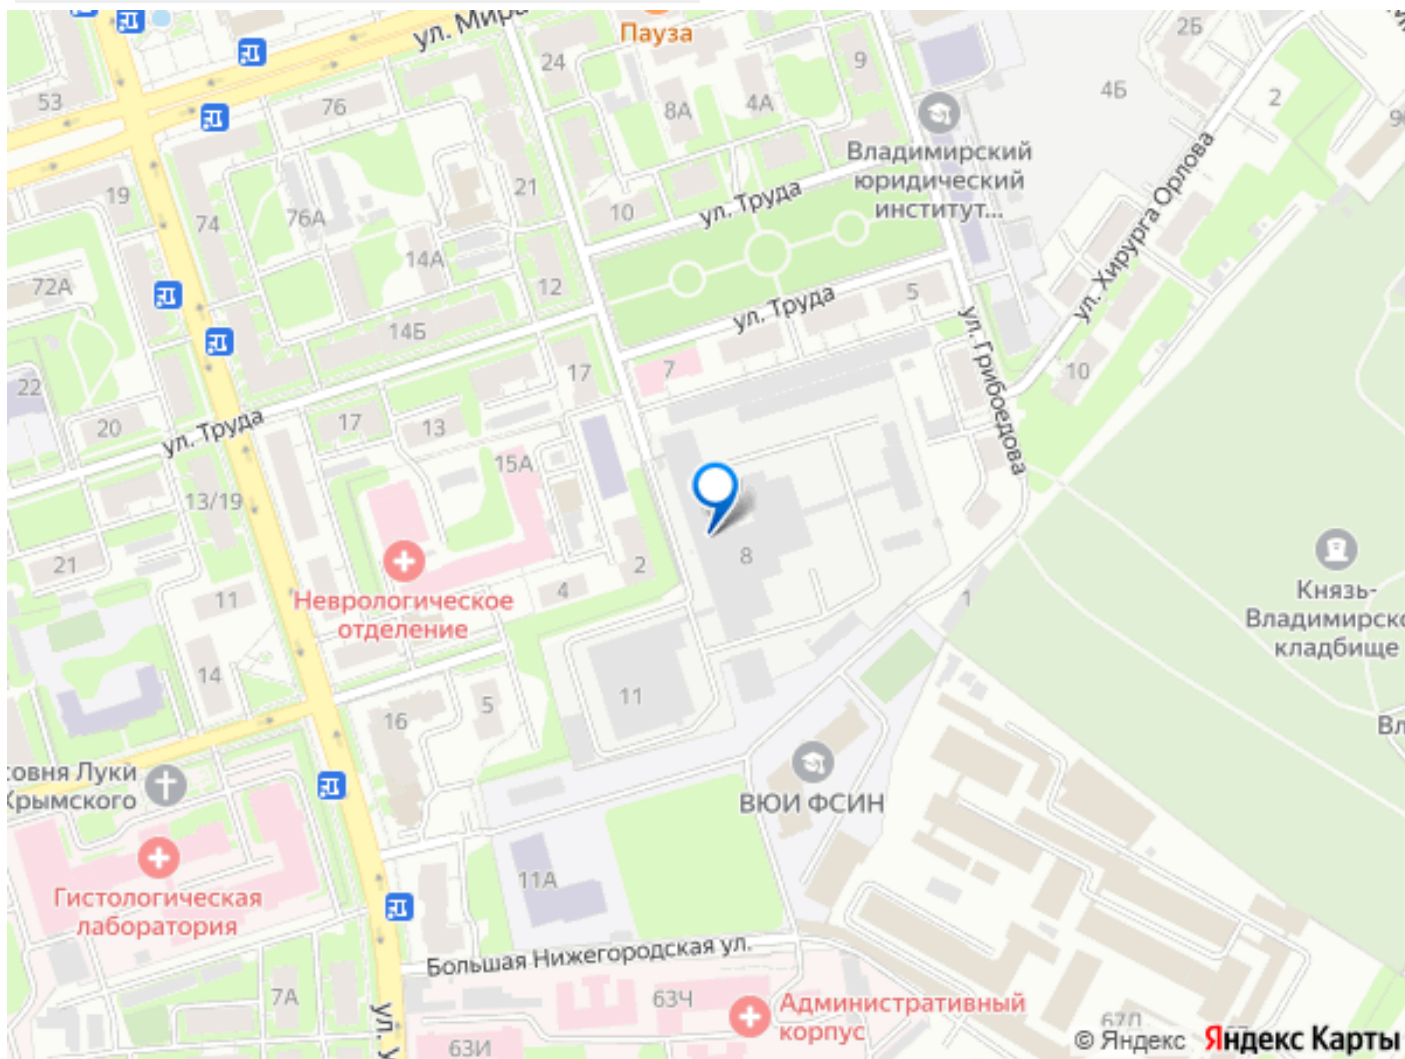 ул. Мира
Пауза
24
9
2Б
53
76
8А
4А
4Б
2
Владимирский
юридический
институт...
19
74
76А
21
10
ул. Труда
14А
ул. Хирурга Орлова
72А
12
14Б
5
ул. Труда
ул. Грибоедова
22
17
7
10
20
ул. Труда
17
13
15А
13/19
21
8
2
4
1
Неврологическое
отделение
11
14
Князь-
Владимирско
кладбище
16
5
11
Вл
совня Луки
Крымского
ВЮИ ФСИН
Гистологическая
лаборатория
11А
Большая Нижегородская ул.
7А
63Ч
Административный
корпус
63И
© Яндекс Яндекс Карты